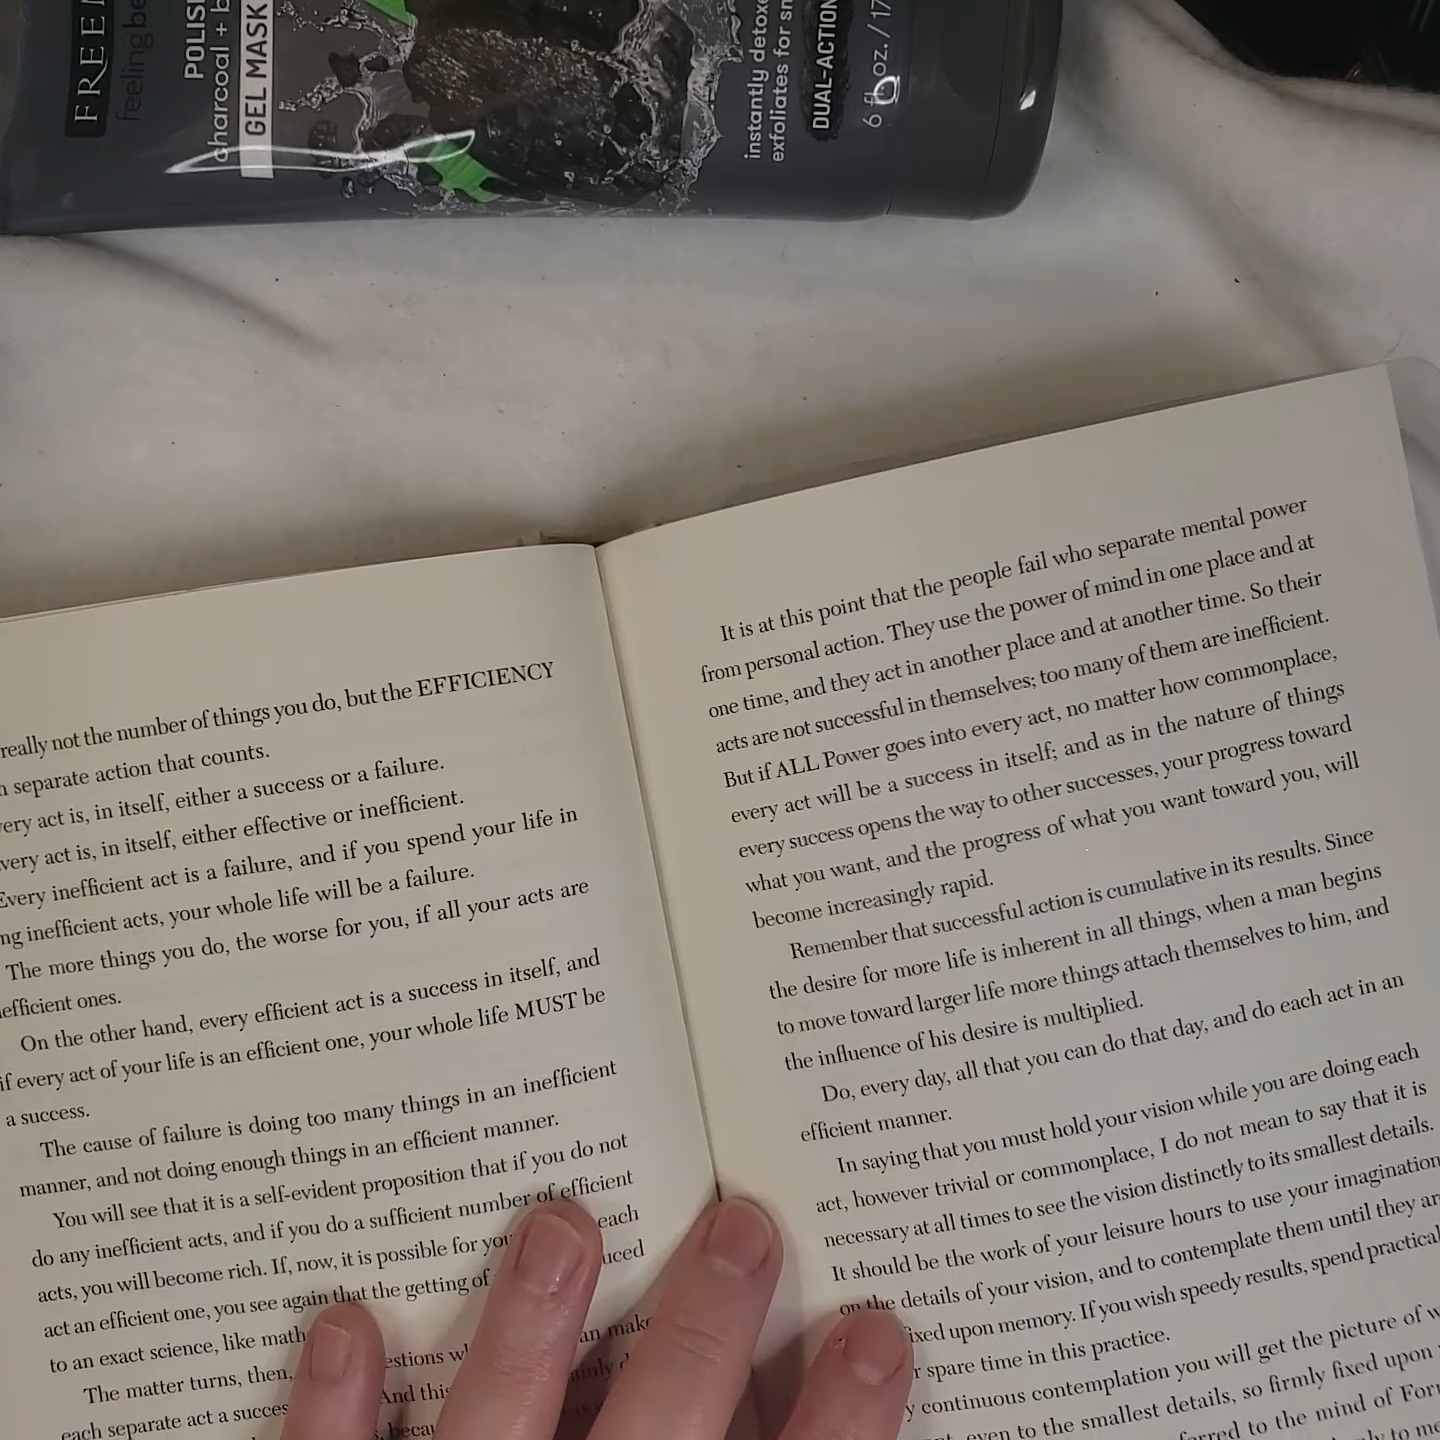 FREE
feeling be
POLIS
charcoal + b
GEL MASK
instantly detox
exfoliates for sm
DUAL-ACTION
6 fl. oz. / 17
really not the number of things you do, but the EFFICIENCY
separate action that counts.
very act is, in itself, either a success or a failure.
very act is, in itself, either effective or inefficient.
Every inefficient act is a failure, and if you spend your life in
ng inefficient acts, your whole life will be a failure.
The more things you do, the worse for you, if all your acts are
efficient ones.
On the other hand, every efficient act is a success in itself, and
if every act of your life is an efficient one, your whole life MUST be
a success.
The cause of failure is doing too many things in an inefficient
manner, and not doing enough things in an efficient manner.
You will see that it is a self-evident proposition that if you do not
do any inefficient acts, and if you do a sufficient number of efficient
acts, you will become rich. If, now, it is possible for you each
act an efficient one, you see again that the getting of uced
to an exact science, like math
The matter turns, then, estions wh an make
each separate act a succes And this ainly
It is at this point that the people fail who separate mental power
from personal action. They use the power of mind in one place and at
one time, and they act in another place and at another time. So their
acts are not successful in themselves; too many of them are inefficient.
But if ALL Power goes into every act, no matter how commonplace,
every act will be a success in itself; and as in the nature of things
every success opens the way to other successes, your progress toward
what you want, and the progress of what you want toward you, will
become increasingly rapid.
Remember that successful action is cumulative in its results. Since
the desire for more life is inherent in all things, when a man begins
to move toward larger life more things attach themselves to him, and
the influence of his desire is multiplied.
Do, every day, all that you can do that day, and do each act in an
efficient manner.
In saying that you must hold your vision while you are doing each
act, however trivial or commonplace, I do not mean to say that it is
necessary at all times to see the vision distinctly to its smallest details.
It should be the work of your leisure hours to use your imagination
on the details of your vision, and to contemplate them until they are
fixed upon memory. If you wish speedy results, spend practical
r spare time in this practice.
y continuous contemplation you will get the picture of w
even to the smallest details, so firmly fixed upon
ferred to the mind of Form
to me